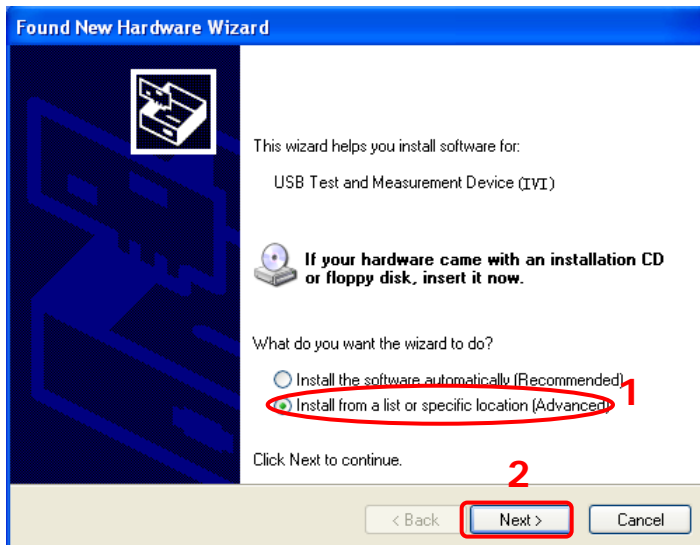 Found New Hardware Wizard
This wizard helps you install software for:
USB Test and Measurement Device (IVI)
If your hardware came with an installation CD
or floppy disk, insert it now.
What do you want the wizard to do?
Install the software automatically (Recommended)
Install from a list or specific location (Advanced)
1
Click Next to continue.
2
< Back
Next >
Cancel